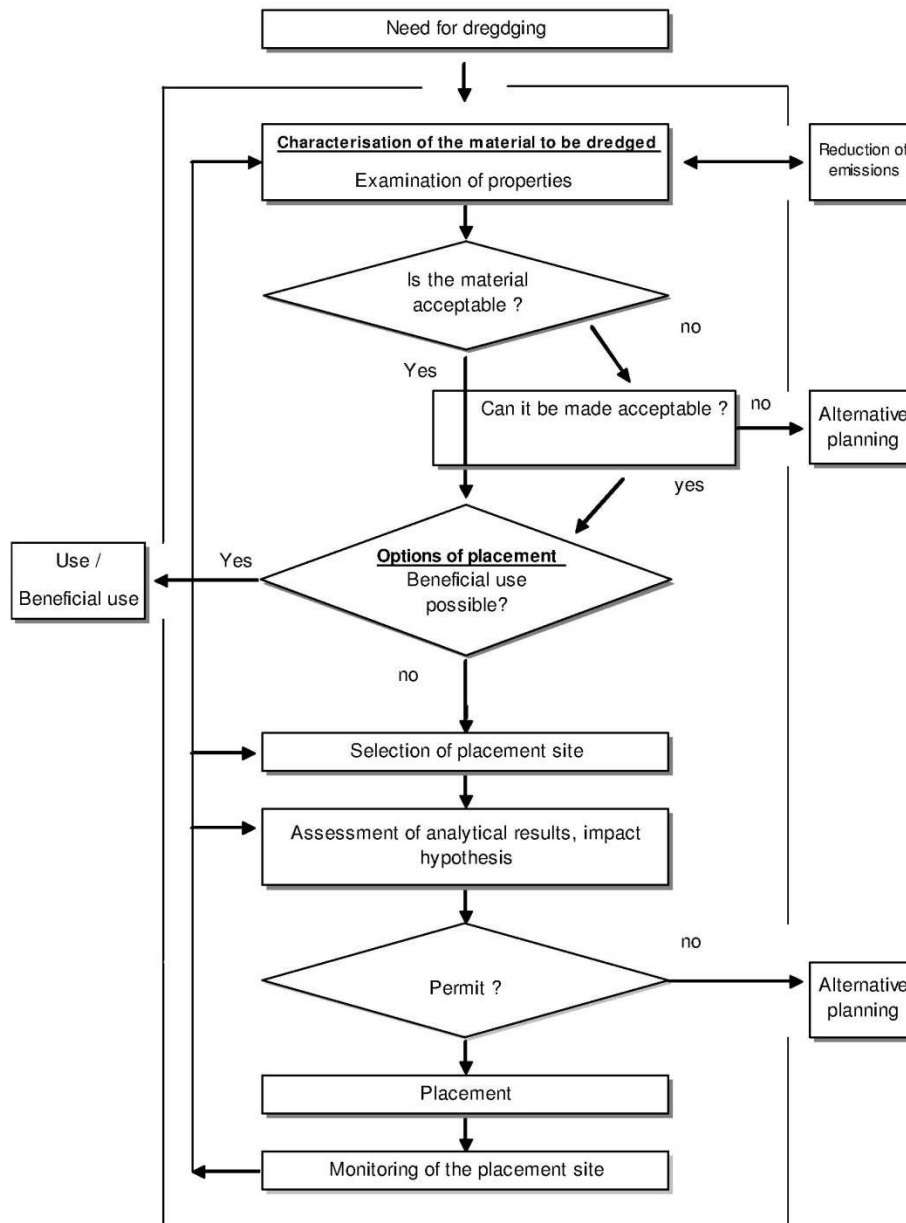 Need for dregdging
Characterisation of the material to be dredged
Examination of properties
Reduction of
emissions
Is the material
acceptable ?
no
Yes
Can it be made acceptable ?
no
Alternative
planning
yes
Options of placement
Beneficial use
possible?
Yes
Use /
Beneficial use
no
Selection of placement site
Assessment of analytical results, impact
hypothesis
no
Permit ?
Alternative
planning
Placement
Monitoring of the placement site